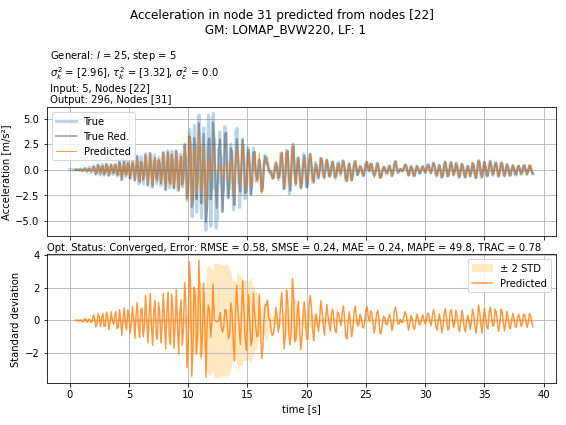 Acceleration in node 31 predicted from nodes [22]
GM: LOMAP_BVW220, LF: 1
General: l = 25, step = 5
σ²ₖ = [2.96], τ²ₖ = [3.32], σ²ε = 0.0
Input: 5, Nodes [22]
Output: 296, Nodes [31]
True
True Red.
Predicted
Acceleration [m/s²]
5.0
2.5
0.0
−2.5
−5.0
Opt. Status: Converged, Error: RMSE = 0.58, SMSE = 0.24, MAE = 0.24, MAPE = 49.8, TRAC = 0.78
± 2 STD
Predicted
Standard deviation
4
2
0
−2
0 5 10 15 20 25 30 35 40
time [s]